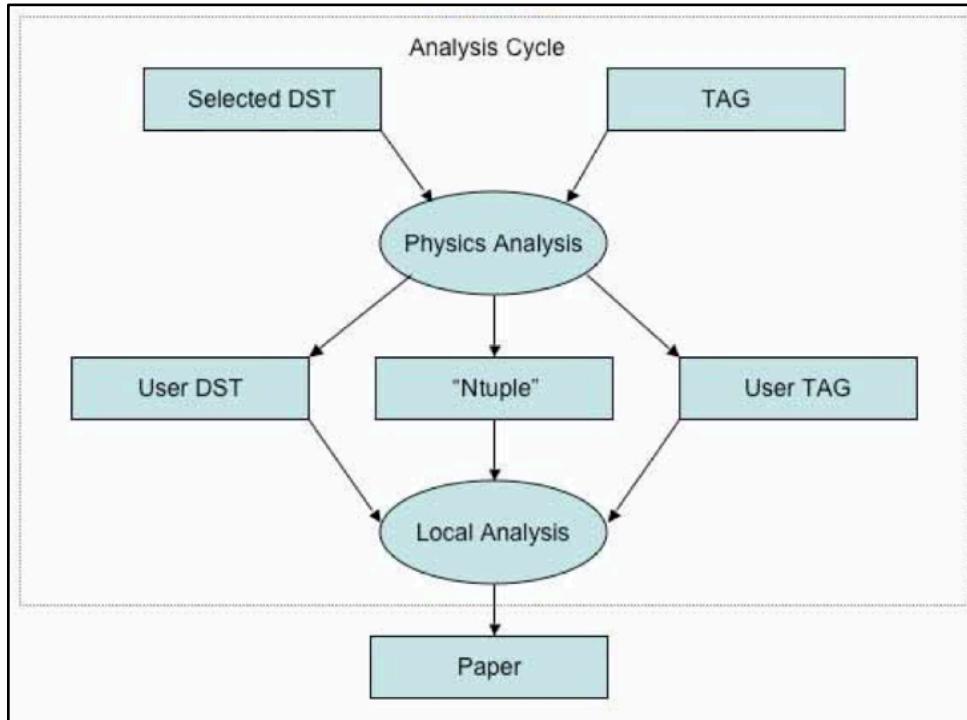 Analysis Cycle
Selected DST
TAG
Physics Analysis
User DST
"Ntuple"
User TAG
Local Analysis
Paper